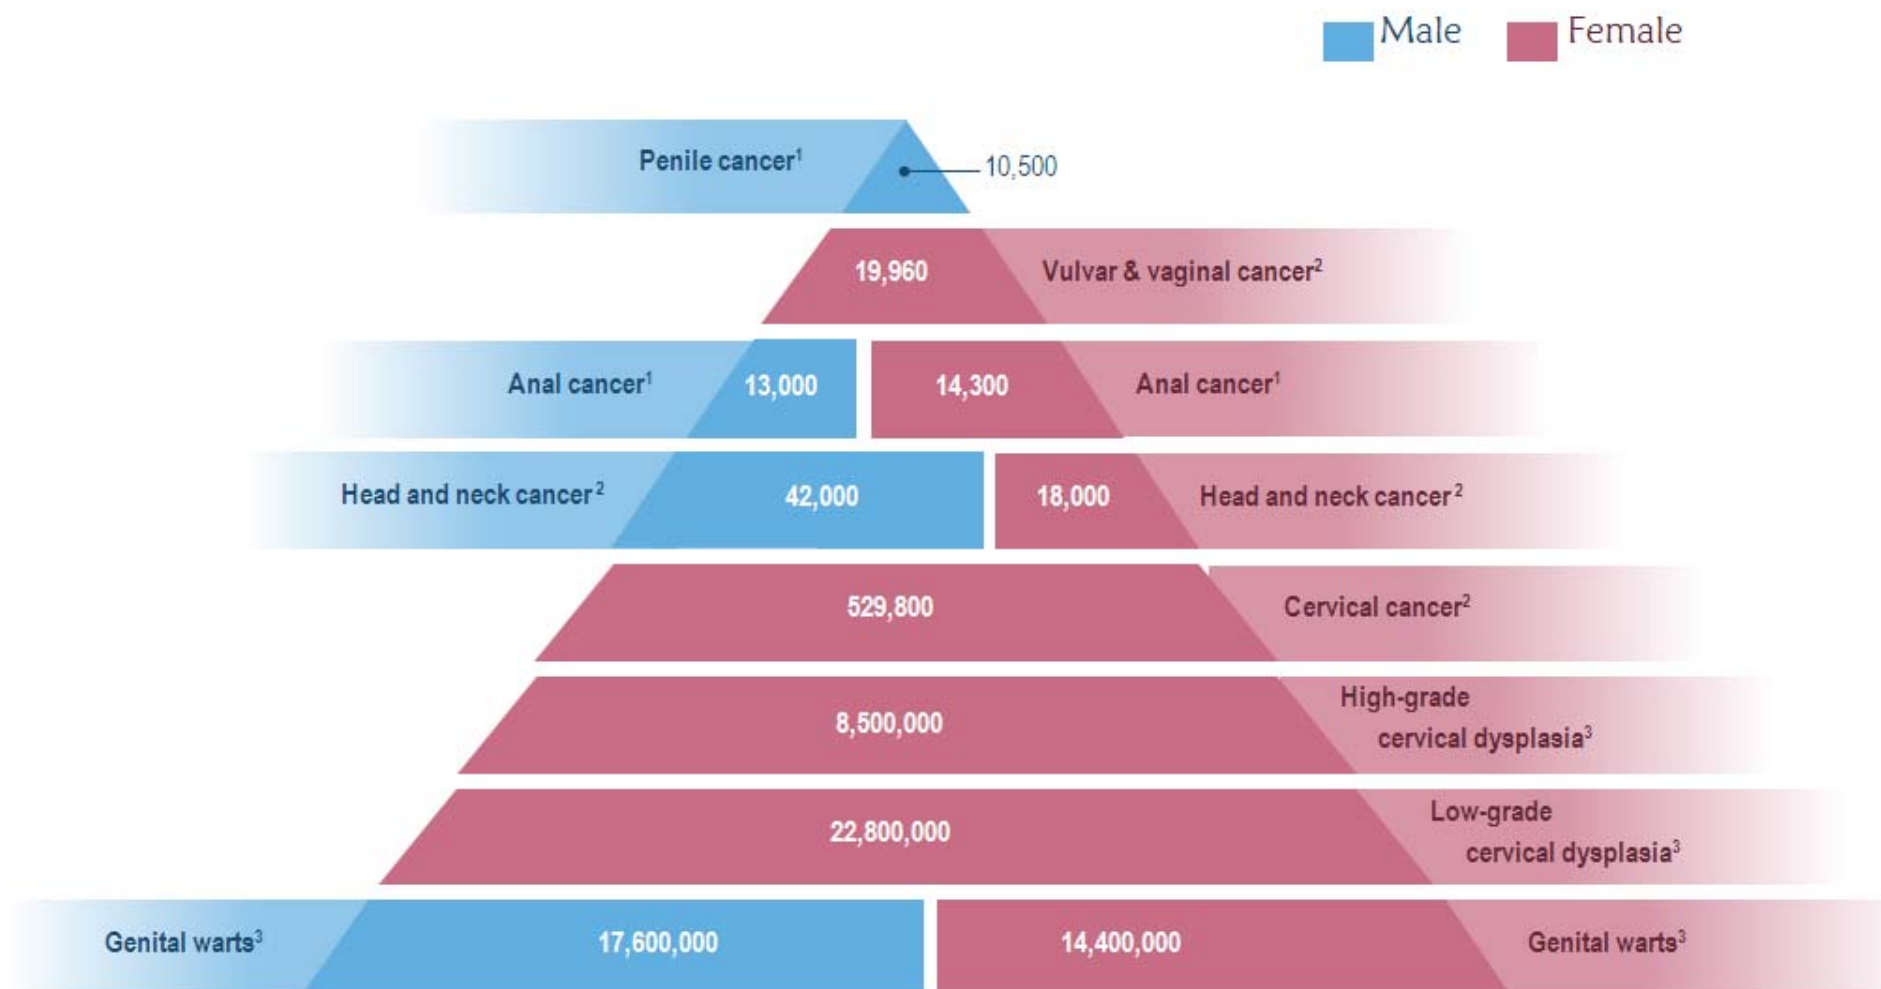 Male Female
Penile cancer¹ 10,500
19,960 Vulvar & vaginal cancer²
Anal cancer¹ 13,000 14,300 Anal cancer¹
Head and neck cancer² 42,000 18,000 Head and neck cancer²
529,800 Cervical cancer²
8,500,000 High-grade
cervical dysplasia³
22,800,000 Low-grade
cervical dysplasia³
Genital warts³ 17,600,000 14,400,000 Genital warts³